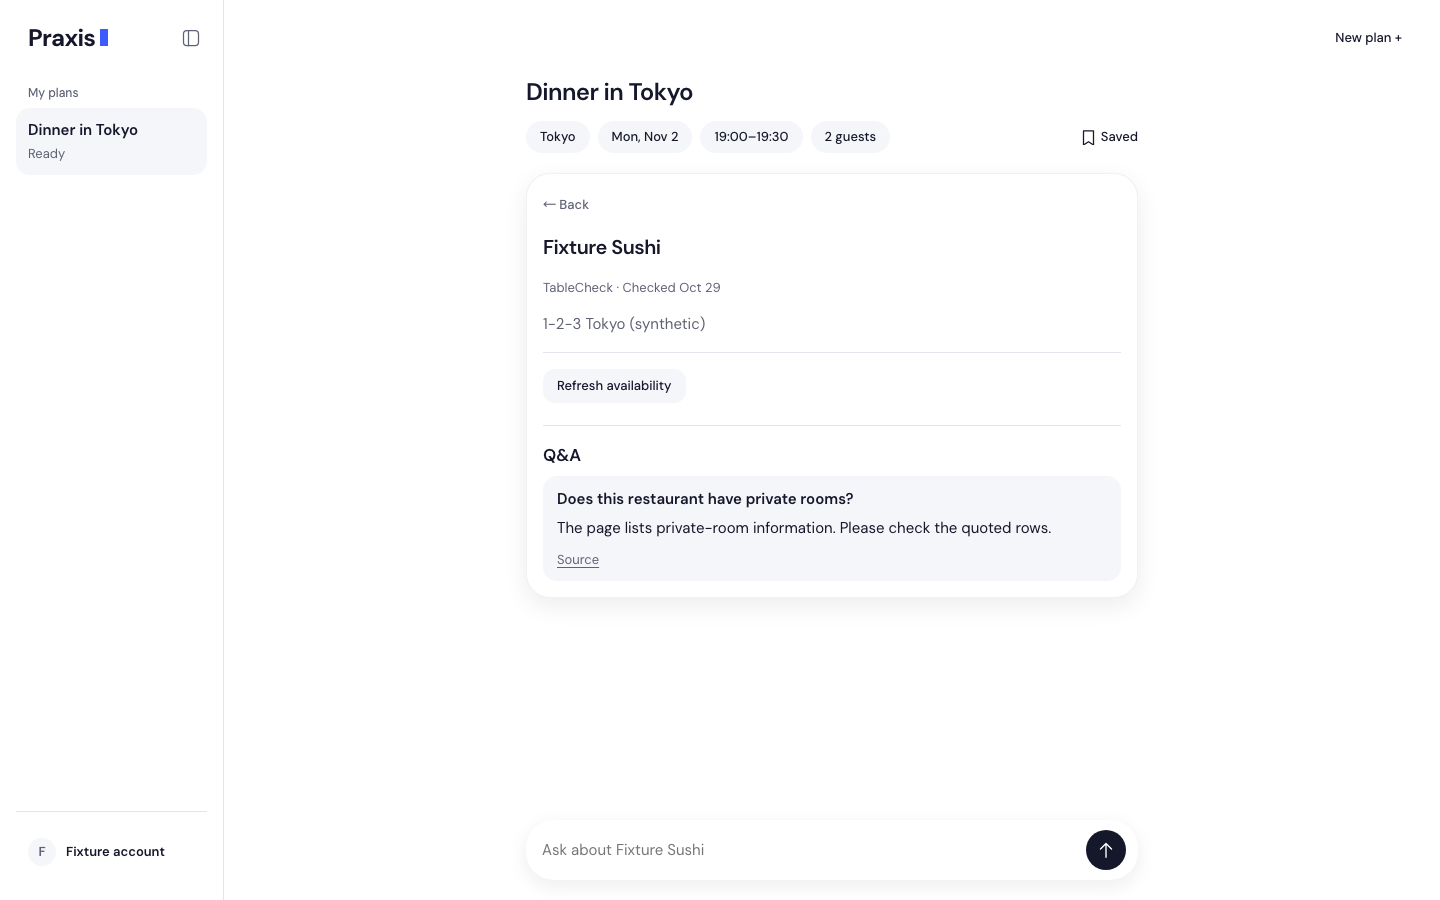 Praxis
New plan +
My plans
Dinner in Tokyo
Ready
Dinner in Tokyo
Tokyo
Mon, Nov 2
19:00–19:30
2 guests
Saved
← Back
Fixture Sushi
TableCheck · Checked Oct 29
1-2-3 Tokyo (synthetic)
Refresh availability
Q&A
Does this restaurant have private rooms?
The page lists private-room information. Please check the quoted rows.
Source
F
Fixture account
Ask about Fixture Sushi